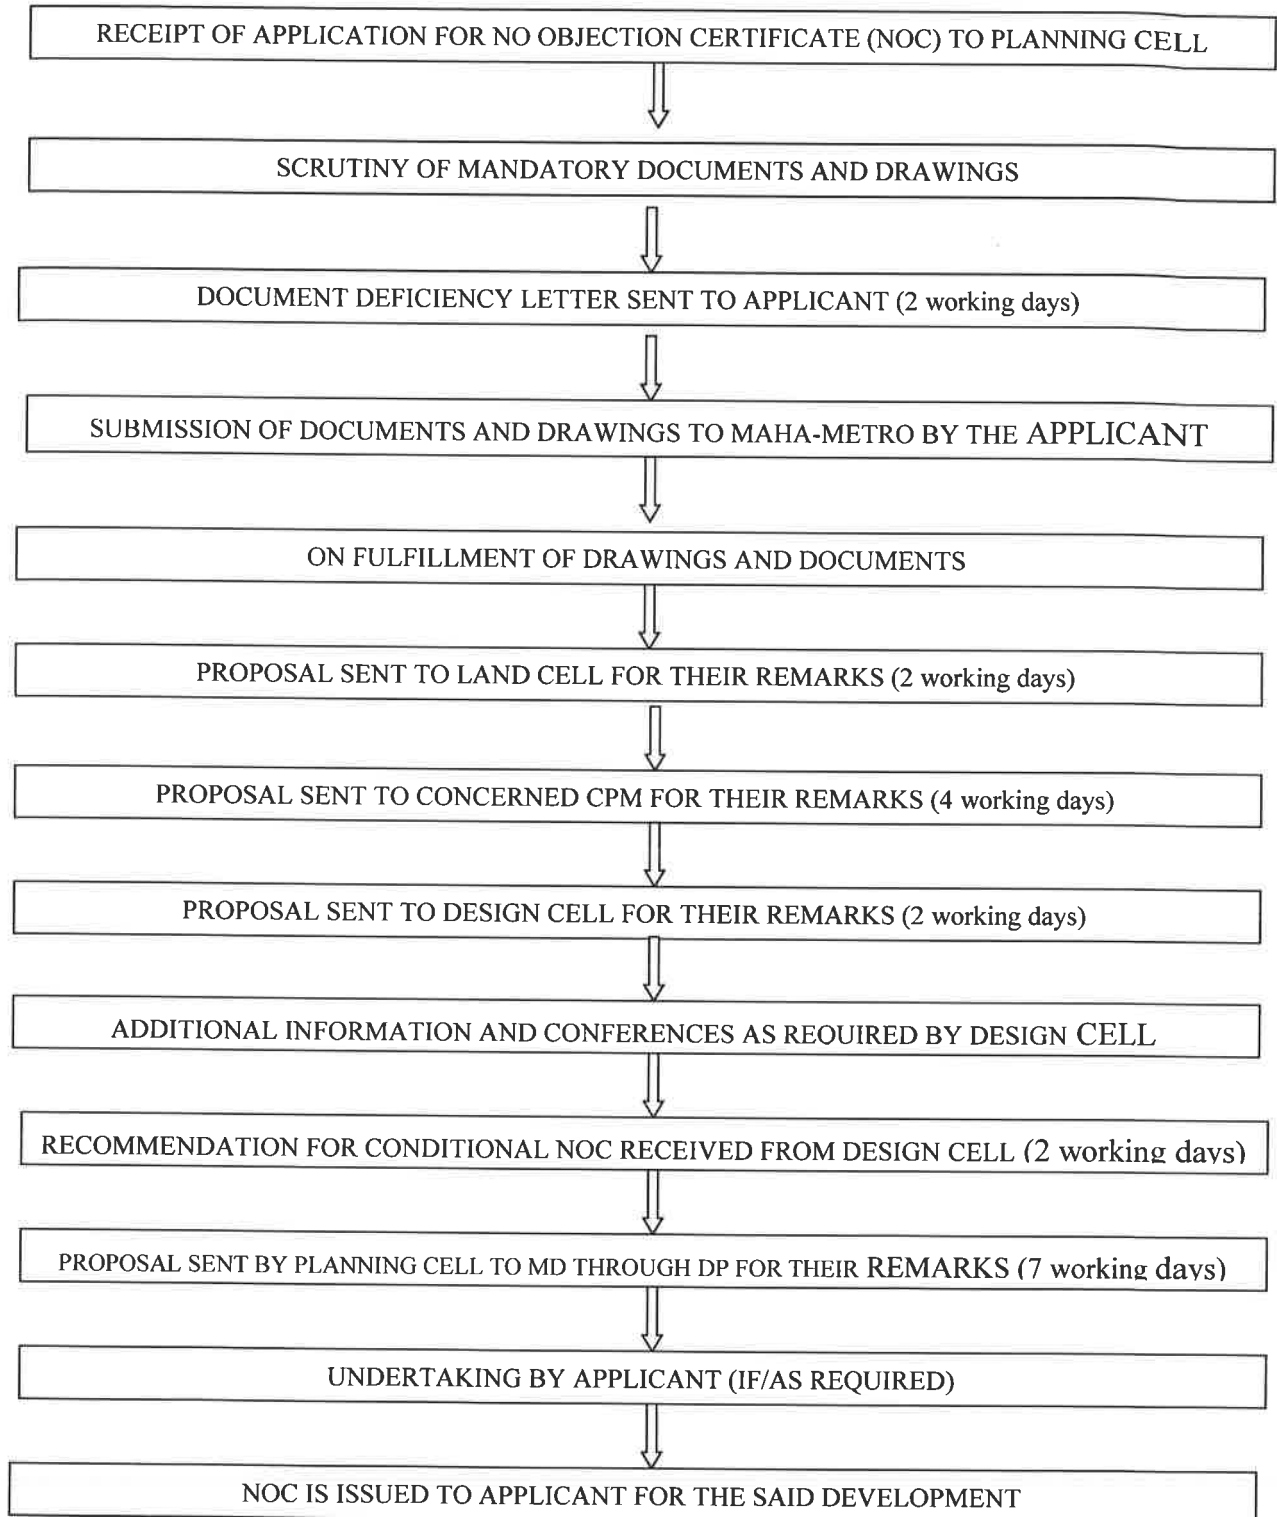 RECEIPT OF APPLICATION FOR NO OBJECTION CERTIFICATE (NOC) TO PLANNING CELL
SCRUTINY OF MANDATORY DOCUMENTS AND DRAWINGS
DOCUMENT DEFICIENCY LETTER SENT TO APPLICANT (2 working days)
SUBMISSION OF DOCUMENTS AND DRAWINGS TO MAHA-METRO BY THE APPLICANT
ON FULFILLMENT OF DRAWINGS AND DOCUMENTS
PROPOSAL SENT TO LAND CELL FOR THEIR REMARKS (2 working days)
PROPOSAL SENT TO CONCERNED CPM FOR THEIR REMARKS (4 working days)
PROPOSAL SENT TO DESIGN CELL FOR THEIR REMARKS (2 working days)
ADDITIONAL INFORMATION AND CONFERENCES AS REQUIRED BY DESIGN CELL
RECOMMENDATION FOR CONDITIONAL NOC RECEIVED FROM DESIGN CELL (2 working days)
PROPOSAL SENT BY PLANNING CELL TO MD THROUGH DP FOR THEIR REMARKS (7 working days)
UNDERTAKING BY APPLICANT (IF/AS REQUIRED)
NOC IS ISSUED TO APPLICANT FOR THE SAID DEVELOPMENT